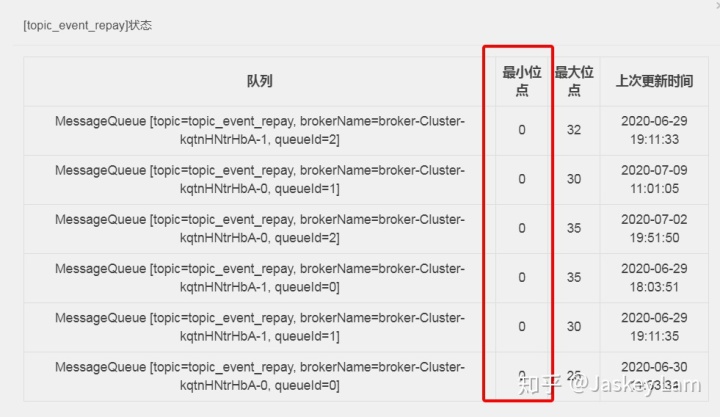 [topic_event_repay]状态
队列
最小位
点
最大位
点
上次更新时间
MessageQueue [topic=topic_event_repay, brokerName=broker-Cluster-
kqtnHNtrHbA-1, queueId=2]
0
32
2020-06-29
19:11:33
MessageQueue [topic=topic_event_repay, brokerName=broker-Cluster-
kqtnHNtrHbA-0, queueId=1]
0
30
2020-07-09
11:01:05
MessageQueue [topic=topic_event_repay, brokerName=broker-Cluster-
kqtnHNtrHbA-0, queueId=2]
0
35
2020-07-02
19:51:50
MessageQueue [topic=topic_event_repay, brokerName=broker-Cluster-
kqtnHNtrHbA-1, queueId=0]
0
35
2020-06-29
18:03:51
MessageQueue [topic=topic_event_repay, brokerName=broker-Cluster-
kqtnHNtrHbA-1, queueId=1]
0
30
2020-06-29
19:11:35
MessageQueue [topic=topic_event_repay, brokerName=broker-Cluster-
kqtnHNtrHbA-0, queueId=0]
0
2020-06-30
知乎 @Jaskey Lam